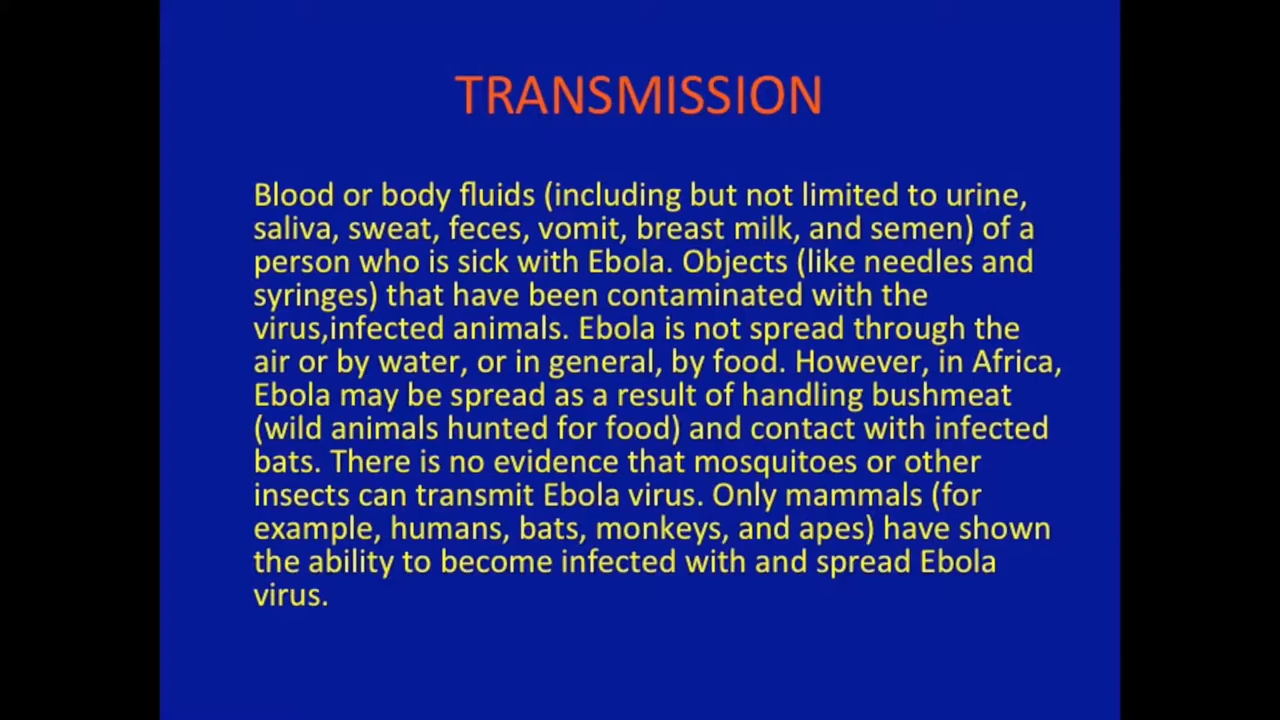 TRANSMISSION
Blood or body fluids (including but not limited to urine,
saliva, sweat, feces, vomit, breast milk, and semen) of a
person who is sick with Ebola. Objects (like needles and
syringes) that have been contaminated with the
virus,infected animals. Ebola is not spread through the
air or by water, or in general, by food. However, in Africa,
Ebola may be spread as a result of handling bushmeat
(wild animals hunted for food) and contact with infected
bats. There is no evidence that mosquitoes or other
insects can transmit Ebola virus. Only mammals (for
example, humans, bats, monkeys, and apes) have shown
the ability to become infected with and spread Ebola
virus.